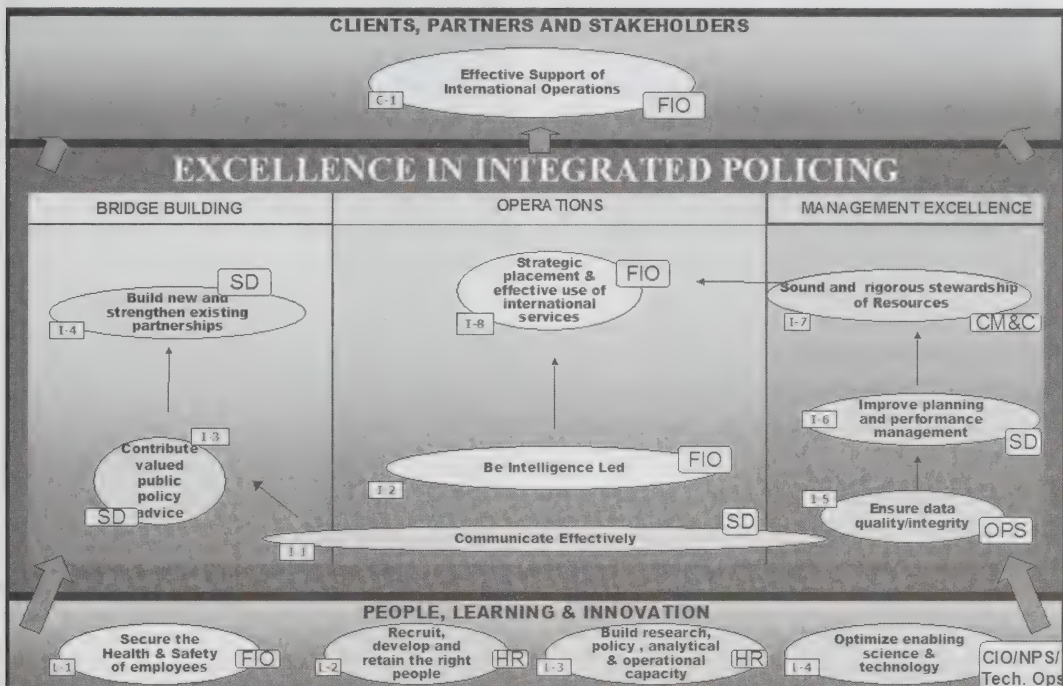 CLIENTS, PARTNERS AND STAKEHOLDERS
Effective Support of
International Operations
C-1
FIO
EXCELLENCE IN INTEGRATED POLICING
BRIDGE BUILDING
OPERATIONS
MANAGEMENT EXCELLENCE
SD
Build new and
strengthen existing
partnerships
I-4
Strategic
placement &
effective use of
international
services
FIO
I-8
Sound and rigorous stewardship
of Resources
I-7
CM&C
I-3
Contribute
valued
public
policy
advice
SD
Be Intelligence Led
FIO
I-2
I-6
Improve planning
and performance
management
SD
I-5
Ensure data
quality/integrity
OPS
SD
Communicate Effectively
I-1
PEOPLE, LEARNING & INNOVATION
Secure the
Health & Safety
of employees
L-1
FIO
Recruit,
develop and
retain the right
people
L-2
HR
Build research,
policy , analytical
& operational
capacity
L-3
HR
Optimize enabling
science &
technology
L-4
CIO/NPS/
Tech. Ops